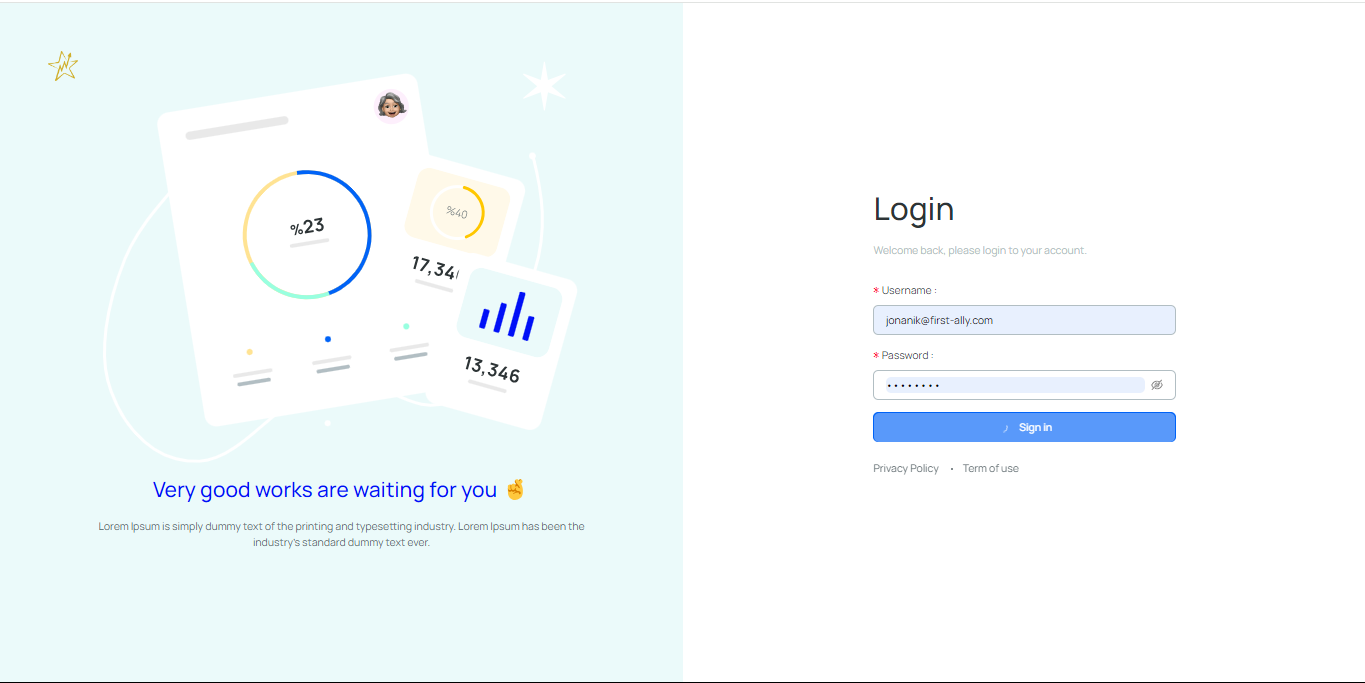 %23
%40
17,34
13,346
Very good works are waiting for you 🤞
Lorem Ipsum is simply dummy text of the printing and typesetting industry. Lorem Ipsum has been the
industry's standard dummy text ever.
Login
Welcome back, please login to your account.
* Username :
jonanik@first-ally.com
* Password :
••••••••
Sign in
Privacy Policy • Term of use